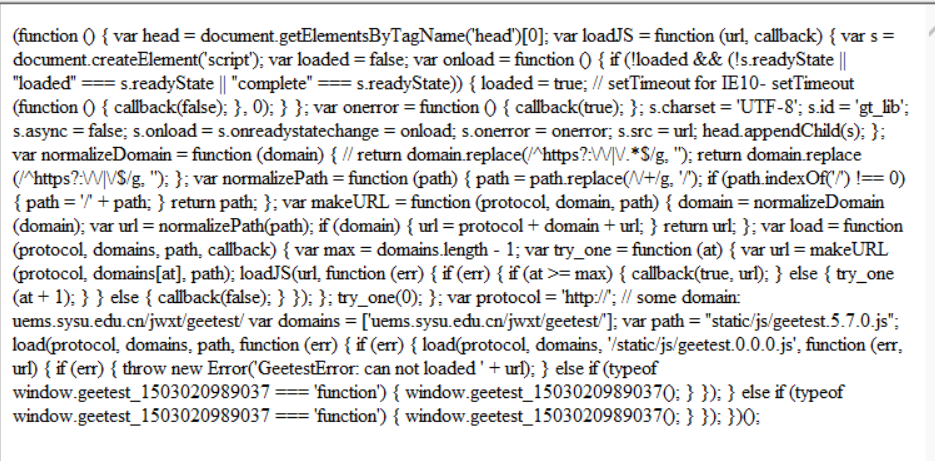 (function () { var head = document.getElementsByTagName('head')[0]; var loadJS = function (url, callback) { var s =
document.createElement('script'); var loaded = false; var onload = function () { if (!loaded && (!s.readyState ||
"loaded" === s.readyState || "complete" === s.readyState)) { loaded = true; // setTimeout for IE10- setTimeout
(function () { callback(false); }, 0); } }; var onerror = function () { callback(true); }; s.charset = 'UTF-8'; s.id = 'gt_lib';
s.async = false; s.onload = s.onreadystatechange = onload; s.onerror = onerror; s.src = url; head.appendChild(s); };
var normalizeDomain = function (domain) { // return domain.replace(/^https?:\/\/|\/.*$/g, ''); return domain.replace
(/^https?:\/\/|\/$/g, ''); }; var normalizePath = function (path) { path = path.replace(/\/+/g, '/'); if (path.indexOf('/') !== 0)
{ path = '/' + path; } return path; }; var makeURL = function (protocol, domain, path) { domain = normalizeDomain
(domain); var url = normalizePath(path); if (domain) { url = protocol + domain + url; } return url; }; var load = function
(protocol, domains, path, callback) { var max = domains.length - 1; var try_one = function (at) { var url = makeURL
(protocol, domains[at], path); loadJS(url, function (err) { if (err) { if (at >= max) { callback(true, url); } else { try_one
(at + 1); } } else { callback(false); } }); }; try_one(0); }; var protocol = 'http://'; // some domain:
uems.sysu.edu.cn/jwxt/geetest/ var domains = ['uems.sysu.edu.cn/jwxt/geetest/']; var path = "static/js/geetest.5.7.0.js";
load(protocol, domains, path, function (err) { if (err) { load(protocol, domains, '/static/js/geetest.0.0.0.js', function (err,
url) { if (err) { throw new Error('GeetestError: can not loaded ' + url); } else if (typeof
window.geetest_1503020989037 === 'function') { window.geetest_1503020989037(); } }); } else if (typeof
window.geetest_1503020989037 === 'function') { window.geetest_1503020989037(); } }); })();